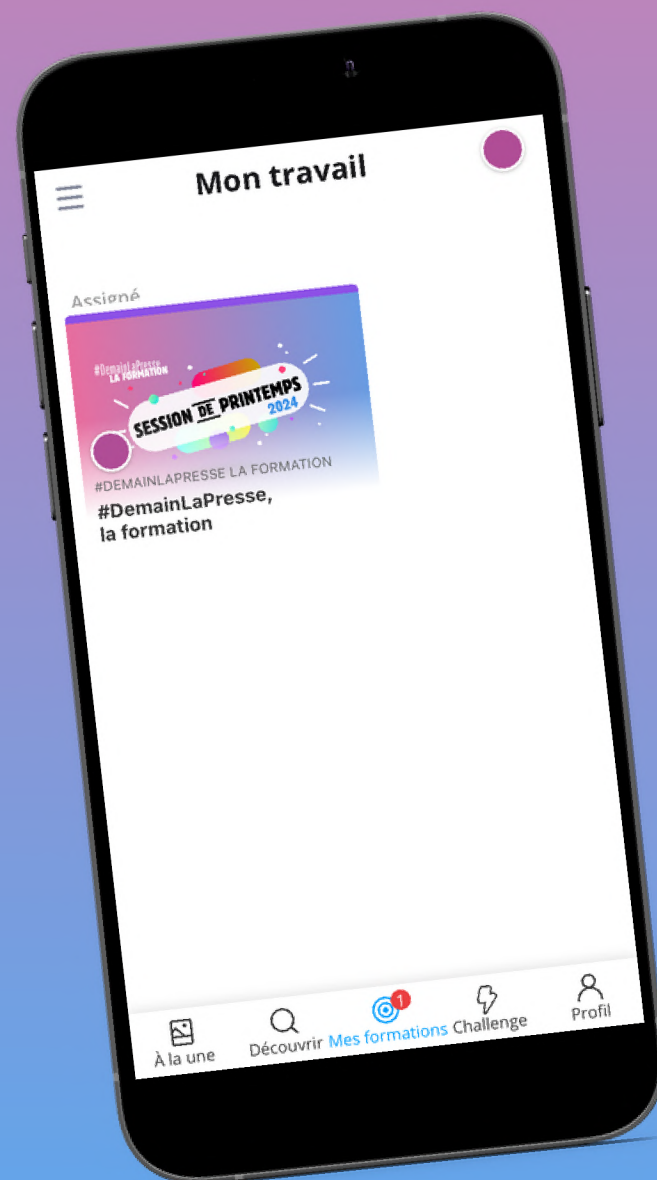 Mon travail
Assigné
#DemainLaPresse
LA FORMATION
SESSION DE PRINTEMPS
2024
#DEMAINLAPRESSE LA FORMATION
#DemainLaPresse,
la formation
1
À la une
Découvrir
Mes formations
Challenge
Profil